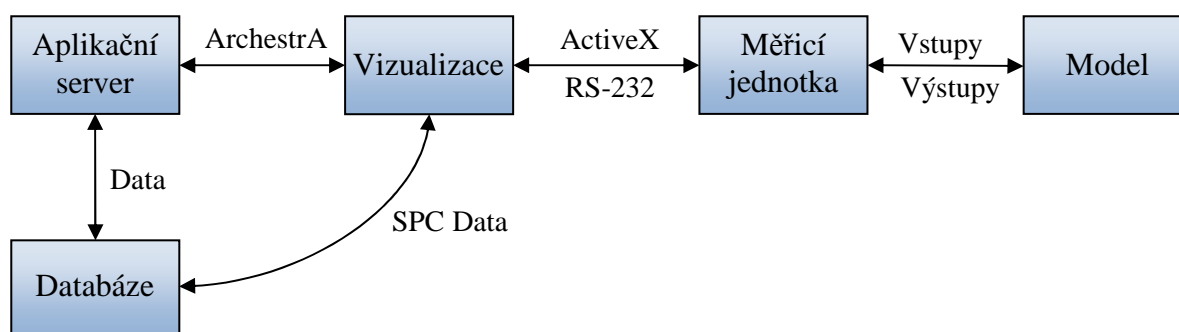 Aplikační
server
ArchestrA
Vizualizace
ActiveX
RS-232
Měřicí
jednotka
Vstupy
Výstupy
Model
Data
SPC Data
Databáze